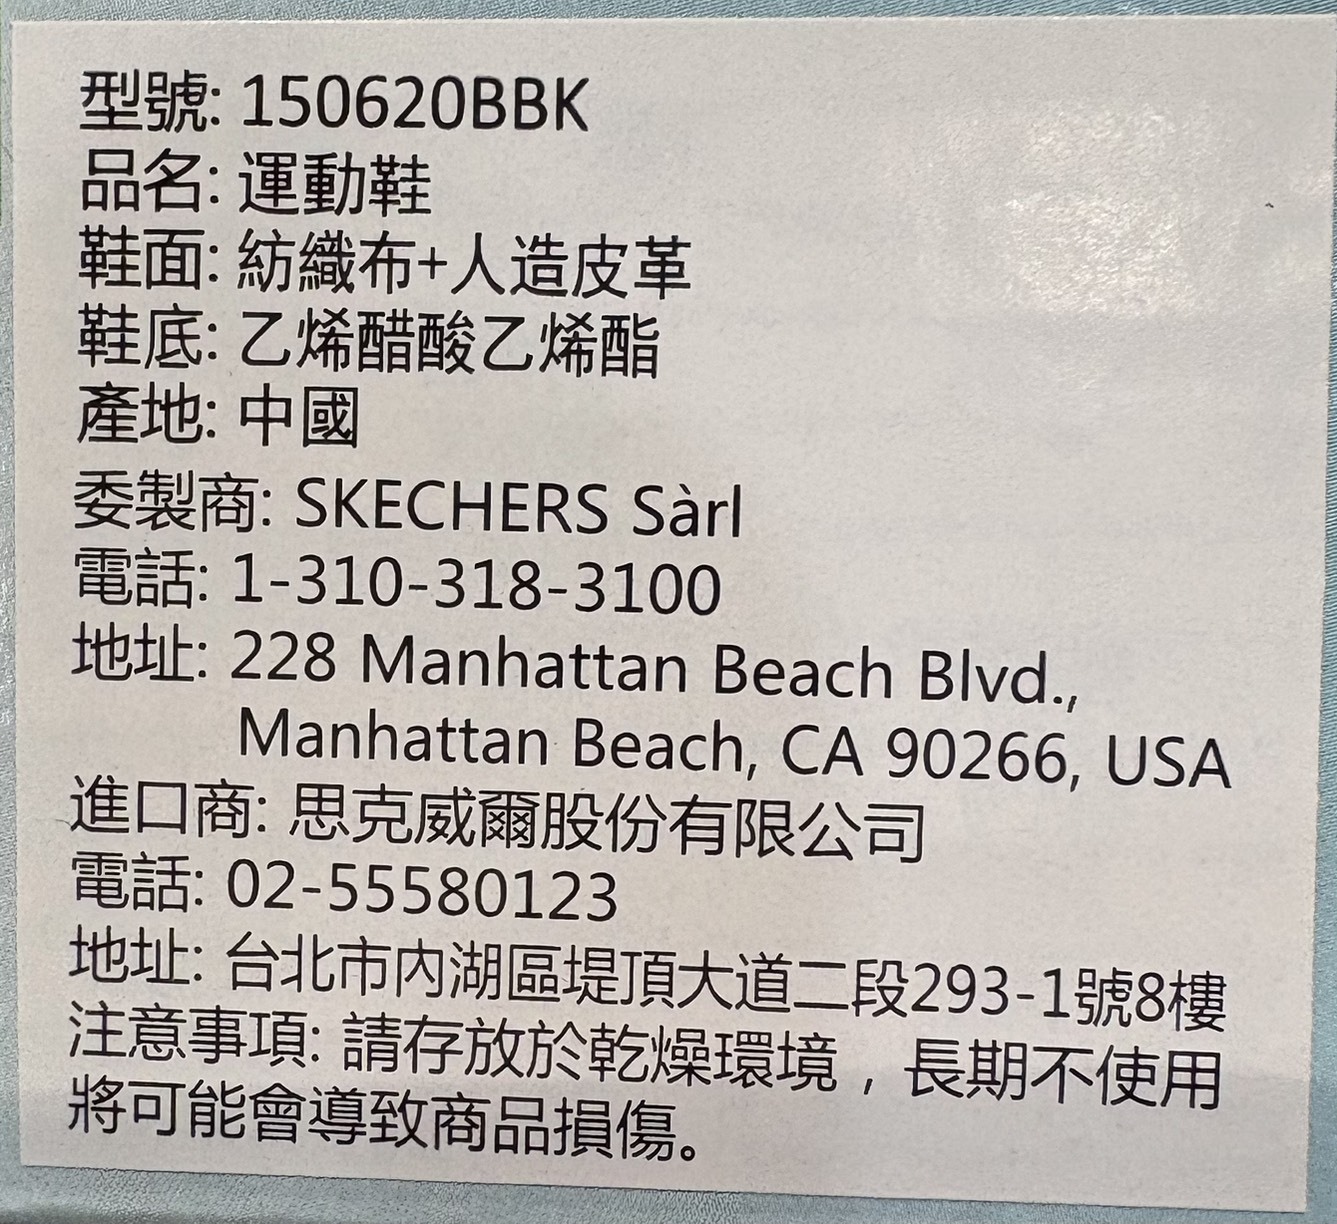 型號: 150620BBK
品名: 運動鞋
鞋面: 紡織布+人造皮革
鞋底: 乙烯醋酸乙烯酯
產地: 中國
委製商: SKECHERS Sàrl
電話: 1-310-318-3100
地址: 228 Manhattan Beach Blvd.,
Manhattan Beach, CA 90266, USA
進口商: 思克威爾股份有限公司
電話: 02-55580123
地址: 台北市內湖區堤頂大道二段293-1號8樓
注意事項: 請存放於乾燥環境，長期不使用
將可能會導致商品損傷。